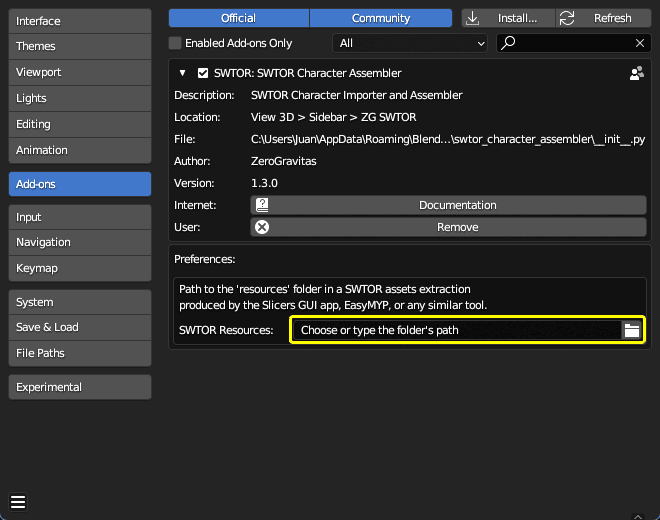 Interface
Themes
Viewport
Lights
Editing
Animation
Add-ons
Input
Navigation
Keymap
System
Save & Load
File Paths
Experimental
Official Community Install... Refresh
Enabled Add-ons Only All
SWTOR: SWTOR Character Assembler
Description: SWTOR Character Importer and Assembler
Location: View 3D > Sidebar > ZG SWTOR
File: C:\Users\Juan\AppData\Roaming\Blend...\swtor_character_assembler\__init__.py
Author: ZeroGravitas
Version: 1.3.0
Internet: Documentation
User: Remove
Preferences:
Path to the 'resources' folder in a SWTOR assets extraction
produced by the Slicers GUI app, EasyMYP, or any similar tool.
SWTOR Resources: Choose or type the folder's path